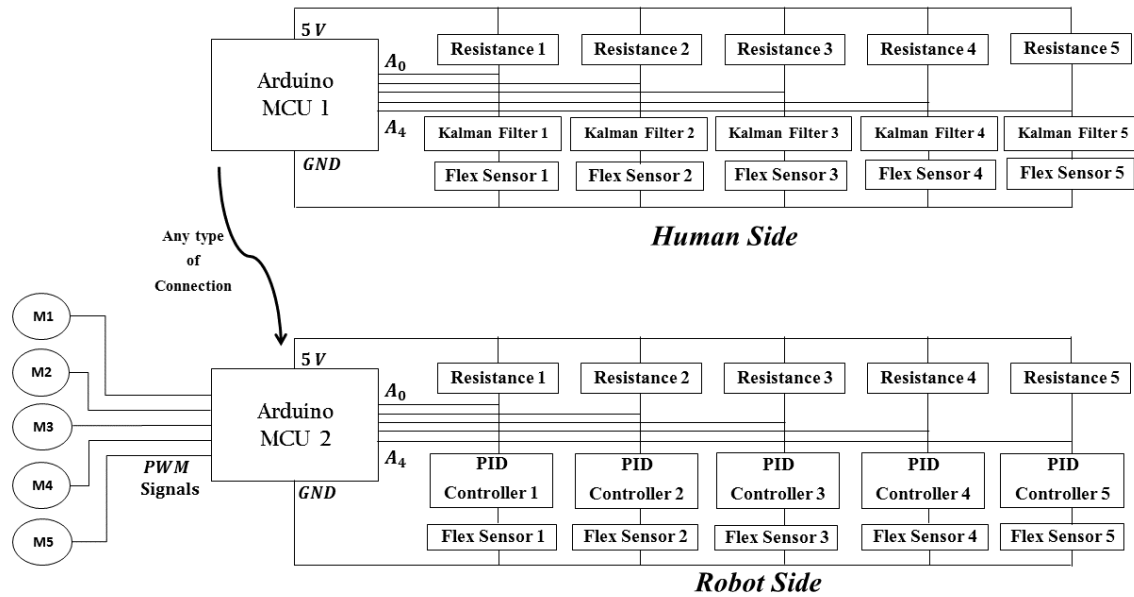 5 V
Resistance 1
Resistance 2
Resistance 3
Resistance 4
Resistance 5
A0
Arduino
MCU 1
A4
Kalman Filter 1
Kalman Filter 2
Kalman Filter 3
Kalman Filter 4
Kalman Filter 5
GND
Flex Sensor 1
Flex Sensor 2
Flex Sensor 3
Flex Sensor 4
Flex Sensor 5
Human Side
Any type
of
Connection
M1
M2
M3
M4
M5
PWM
Signals
5 V
Resistance 1
Resistance 2
Resistance 3
Resistance 4
Resistance 5
A0
Arduino
MCU 2
A4
GND
PID
Controller 1
PID
Controller 2
PID
Controller 3
PID
Controller 4
PID
Controller 5
Flex Sensor 1
Flex Sensor 2
Flex Sensor 3
Flex Sensor 4
Flex Sensor 5
Robot Side